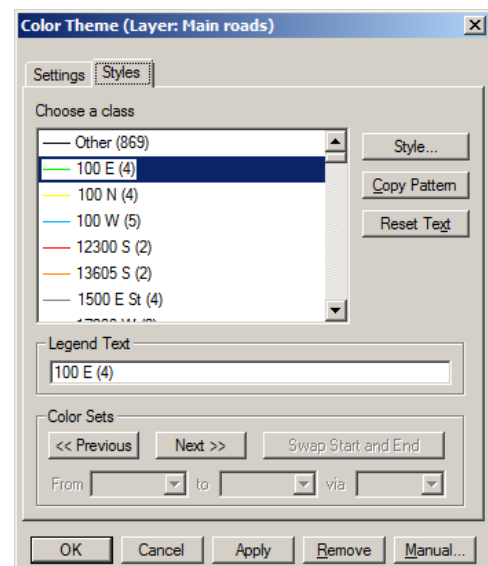 Color Theme (Layer: Main roads)
Settings Styles
Choose a class
Other (869)
100 E (4)
100 N (4)
100 W (5)
12300 S (2)
13605 S (2)
1500 E St (4)
Style...
Copy Pattern
Reset Text
Legend Text
100 E (4)
Color Sets
<< Previous Next >> Swap Start and End
From to via
OK Cancel Apply Remove Manual...